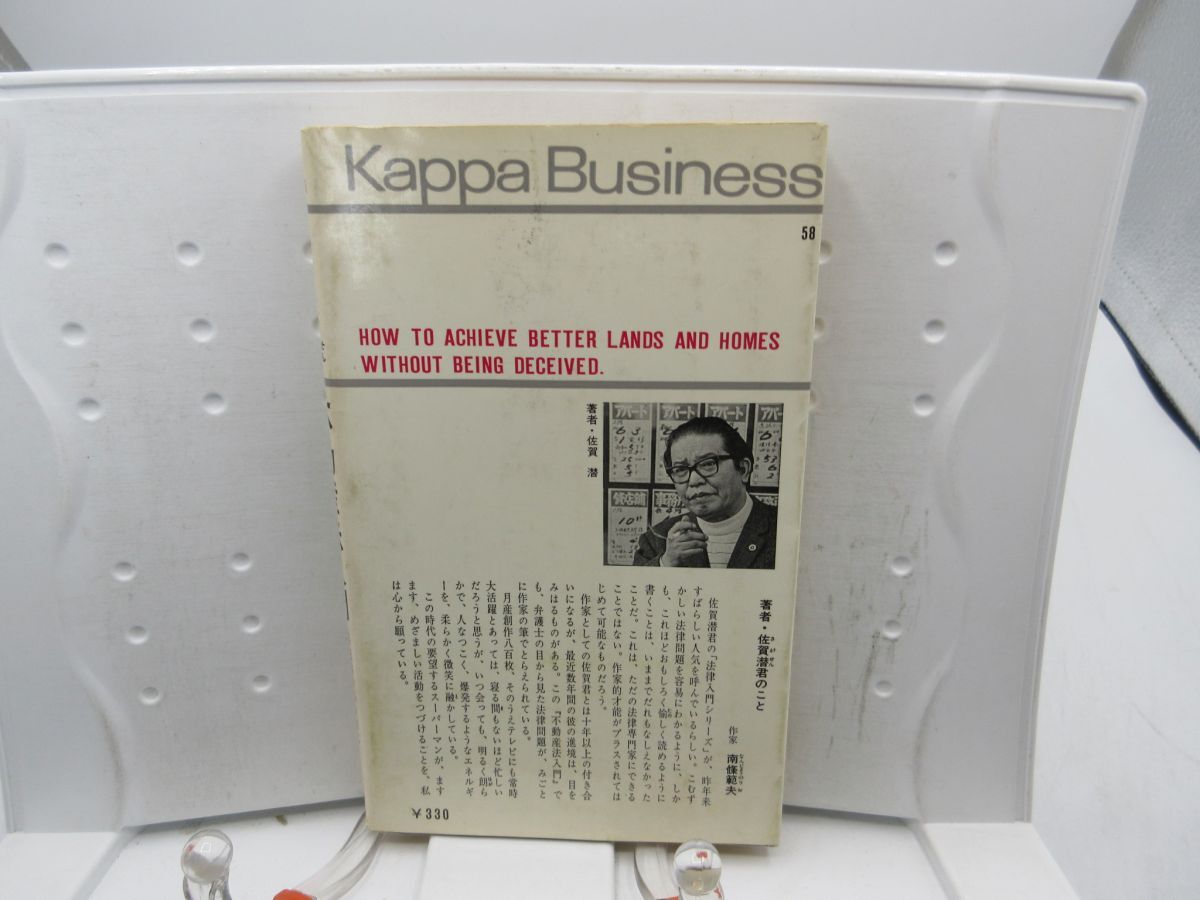 Kappa Business
58
HOW TO ACHIEVE BETTER LANDS AND HOMES
WITHOUT BEING DECEIVED.
著者・佐賀 潜
アパート
アパート
アパート
アパ
貸店舗
著者・佐賀潜君のこと
作家 南條範夫
佐賀潜君の「法律入門シリーズ」が、昨年来
すばらしい人気を呼んでいるらしい。こむず
かしい法律問題を容易にわかるように、しか
も、これほどおもしろく愉しく読めるように
書くことは、いままでだれもなしえなかった
ことだ。これは、ただの法律専門家にできる
ことではない。作家的才能がプラスされては
じめて可能なものだろう。
作家としての佐賀君とは十年以上の付き合
いになるが、最近数年間の彼の進境は、目を
みはるものがある。この『不動産法入門』で
も、弁護士の目から見た法律問題が、みごと
に作家の筆でとらえられている。
月産創作八百枚、そのうえテレビにも常時
大活躍とあっては、寝る間もないほど忙しい
だろうと思うが、いつ会っても、明るく朗ら
かで、人なつこく、爆発するようなエネルギ
ーを、柔らかく微笑に融かしている。
この時代の要望するスーパーマンが、ます
ます、めざましい活動をつづけることを、私
は心から願っている。
¥330